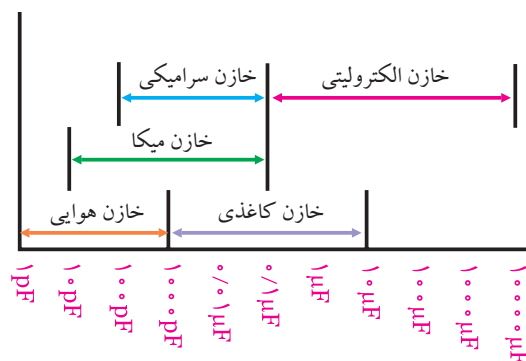 خازن الکترولیتی
خازن سرامیکی
خازن میکا
خازن کاغذی
خازن هوایی
۱pF
۱۰pF
۱۰۰pF
۱۰۰۰pF
۰/۰۱μF
۰/۱μF
۱μF
۱۰μF
۱۰۰μF
۱۰۰۰μF
۱۰۰۰۰μF